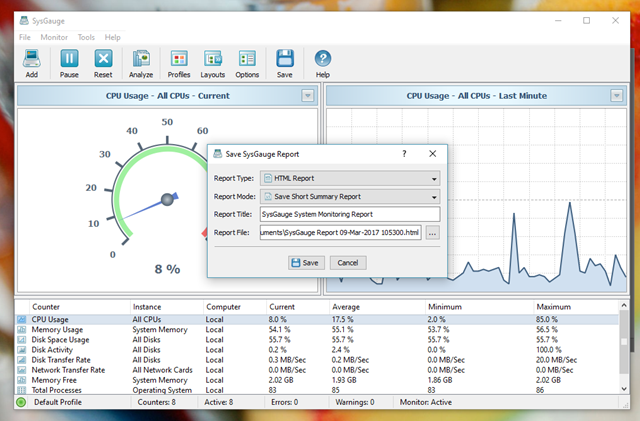 SysGauge
File Monitor Tools Help
Add Pause Reset Analyze Profiles Layouts Options Save Help
CPU Usage - All CPUs - Current
CPU Usage - All CPUs - Last Minute
0
10
20
30
40
50
60
8 %
Save SysGauge Report
Report Type: HTML Report
Report Mode: Save Short Summary Report
Report Title: SysGauge System Monitoring Report
Report File: uments\SysGauge Report 09-Mar-2017 105300.html ...
Save Cancel
Counter Instance Computer Current Average Minimum Maximum
CPU Usage All CPUs Local 8.0 % 17.5 % 2.0 % 85.0 %
Memory Usage System Memory Local 54.1 % 55.1 % 53.7 % 56.5 %
Disk Space Usage All Disks Local 55.7 % 55.7 % 55.7 % 55.7 %
Disk Activity All Disks Local 0.2 % 2.4 % 0.0 % 100.0 %
Disk Transfer Rate All Disks Local 0.3 MB/Sec 0.2 MB/Sec 0.0 MB/Sec 20.0 MB/Sec
Network Transfer Rate All Network Cards Local 0.0 MB/Sec 0.0 MB/Sec 0.0 MB/Sec 0.0 MB/Sec
Memory Free System Memory Local 2.02 GB 1.93 GB 1.86 GB 2.02 GB
Total Processes Operating System Local 83 85 83 86
Default Profile Counters: 8 Active: 8 Errors: 0 Warnings: 0 Monitor: Active